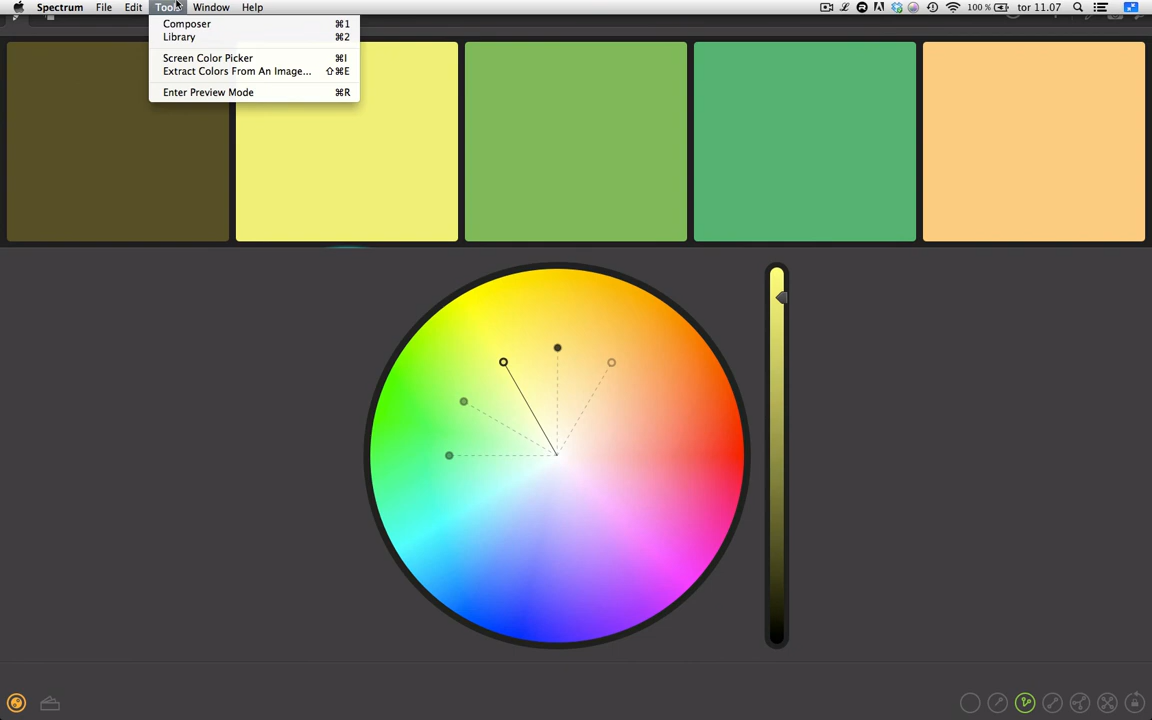 Spectrum File Edit Tools Window Help 100 % tor 11.07
Composer ⌘1
Library ⌘2
Screen Color Picker ⌘I
Extract Colors From An Image... ⇧⌘E
Enter Preview Mode ⌘R